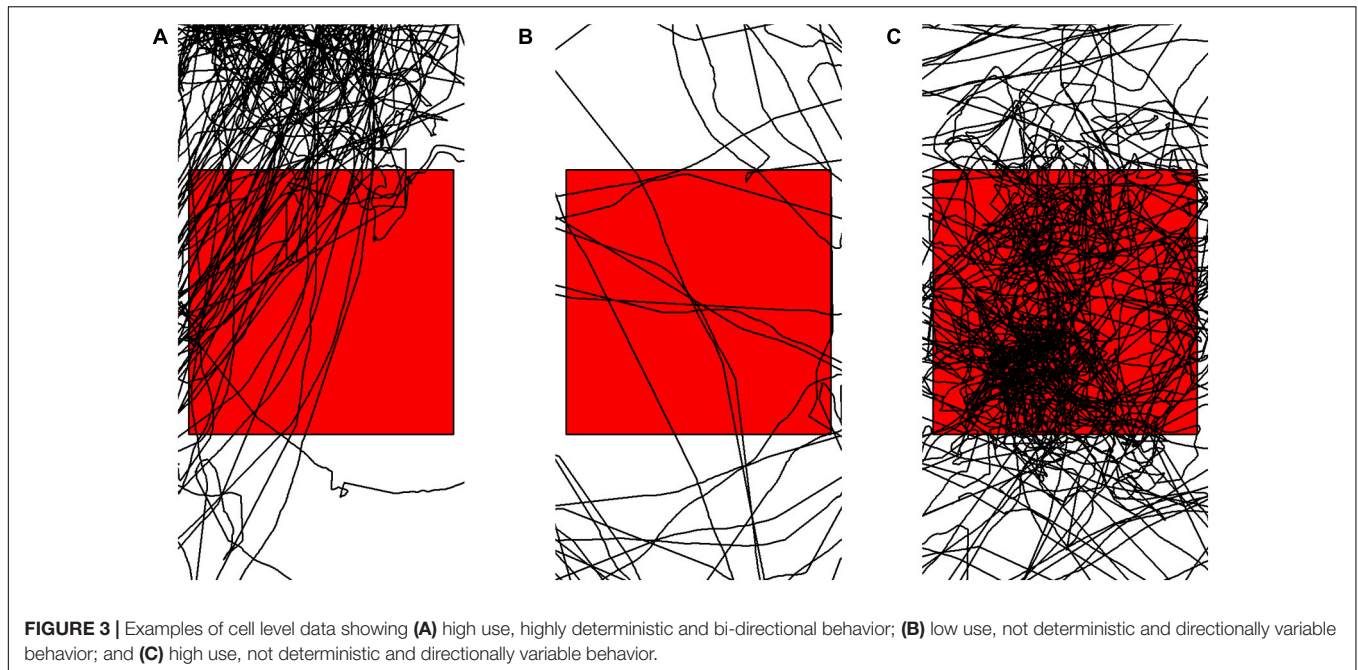 A
B
C
FIGURE 3 | Examples of cell level data showing (A) high use, highly deterministic and bi-directional behavior; (B) low use, not deterministic and directionally variable
behavior; and (C) high use, not deterministic and directionally variable behavior.